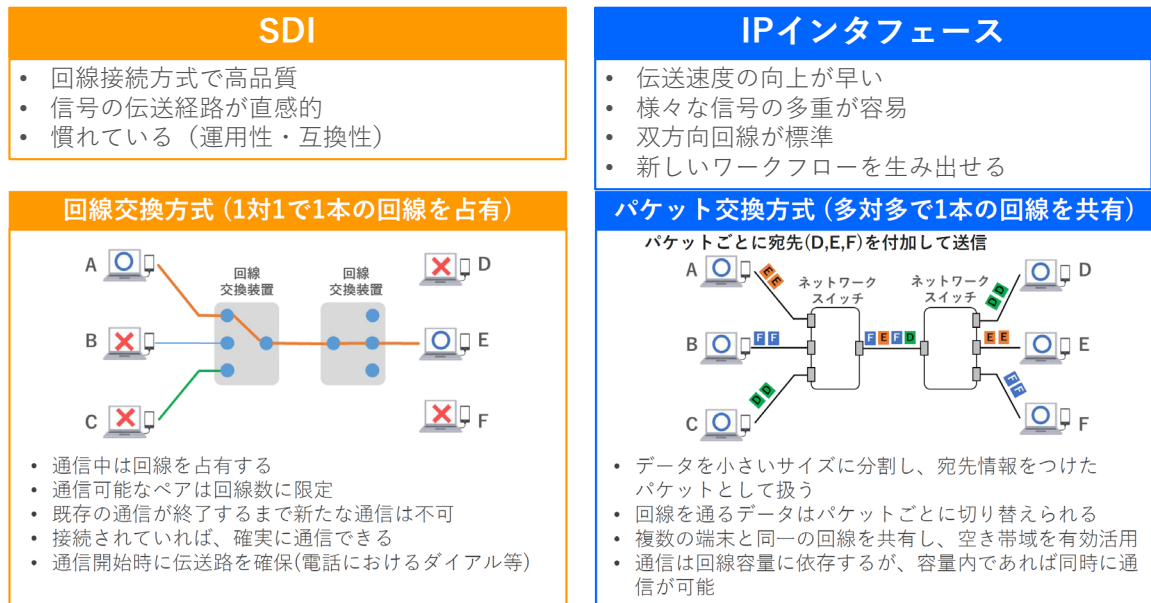 SDI
• 回線接続方式で高品質
• 信号の伝送経路が直感的
• 慣れている（運用性・互換性）
回線交換方式 (1対1で1本の回線を占有)
A
B
C
回線
交換装置
回線
交換装置
D
E
F
• 通信中は回線を占有する
• 通信可能なペアは回線数に限定
• 既存の通信が終了するまで新たな通信は不可
• 接続されていれば、確実に通信できる
• 通信開始時に伝送路を確保(電話におけるダイアル等)
IPインタフェース
• 伝送速度の向上が早い
• 様々な信号の多重が容易
• 双方向回線が標準
• 新しいワークフローを生み出せる
パケット交換方式 (多対多で1本の回線を共有)
パケットごとに宛先(D,E,F)を付加して送信
A
E E
B
F F
C
D D
ネットワーク
スイッチ
F E F D
ネットワーク
スイッチ
D D
D
E E
E
F F
F
• データを小さいサイズに分割し、宛先情報をつけた
パケットとして扱う
• 回線を通るデータはパケットごとに切り替えられる
• 複数の端末と同一の回線を共有し、空き帯域を有効活用
• 通信は回線容量に依存するが、容量内であれば同時に通
信が可能